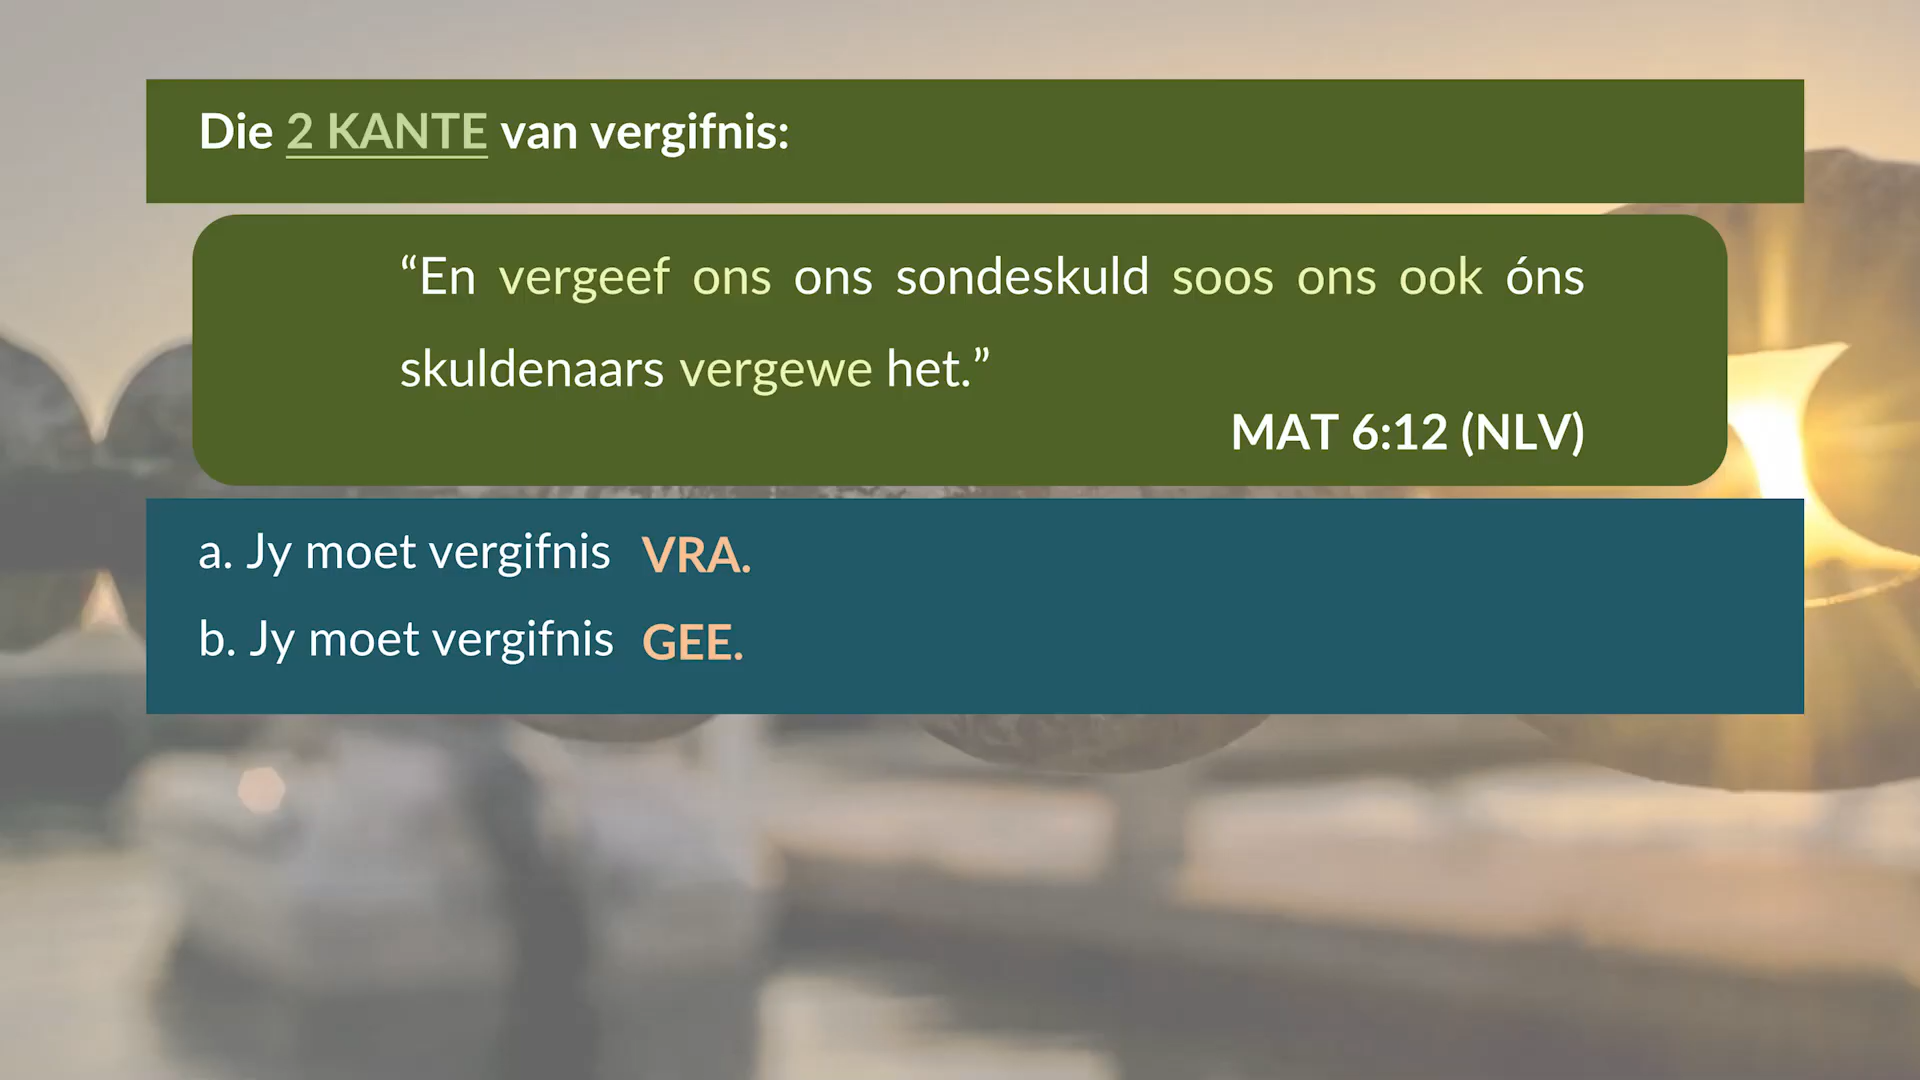 Die 2 KANTE van vergifnis:
“En vergeef ons ons sondeskuld soos ons ook óns
skuldenaars vergewe het.”
MAT 6:12 (NLV)
a. Jy moet vergifnis VRA.
b. Jy moet vergifnis GEE.